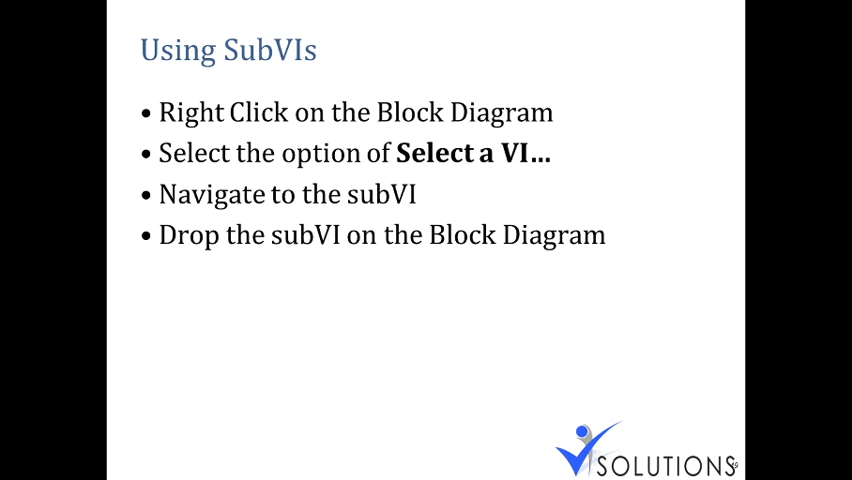 Using SubVIs
• Right Click on the Block Diagram
• Select the option of Select a VI...
• Navigate to the subVI
• Drop the subVI on the Block Diagram
SOLUTIONS